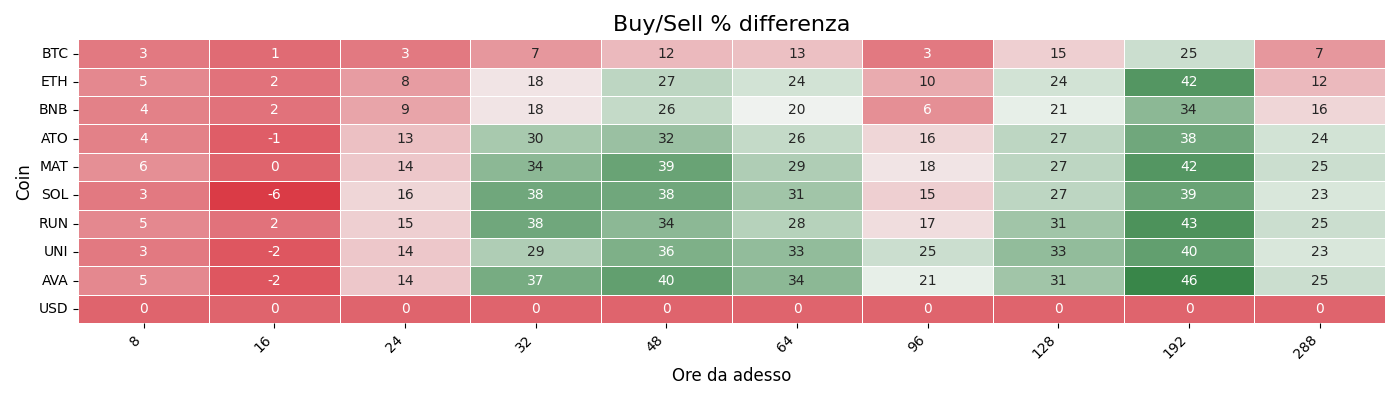 Buy/Sell % differenza
Coin
BTC 3 1 3 7 12 13 3 15 25 7
ETH 5 2 8 18 27 24 10 24 42 12
BNB 4 2 9 18 26 20 6 21 34 16
ATO 4 -1 13 30 32 26 16 27 38 24
MAT 6 0 14 34 39 29 18 27 42 25
SOL 3 -6 16 38 38 31 15 27 39 23
RUN 5 2 15 38 34 28 17 31 43 25
UNI 3 -2 14 29 36 33 25 33 40 23
AVA 5 -2 14 37 40 34 21 31 46 25
USD 0 0 0 0 0 0 0 0 0 0
8 16 24 32 48 64 96 128 192 288
Ore da adesso